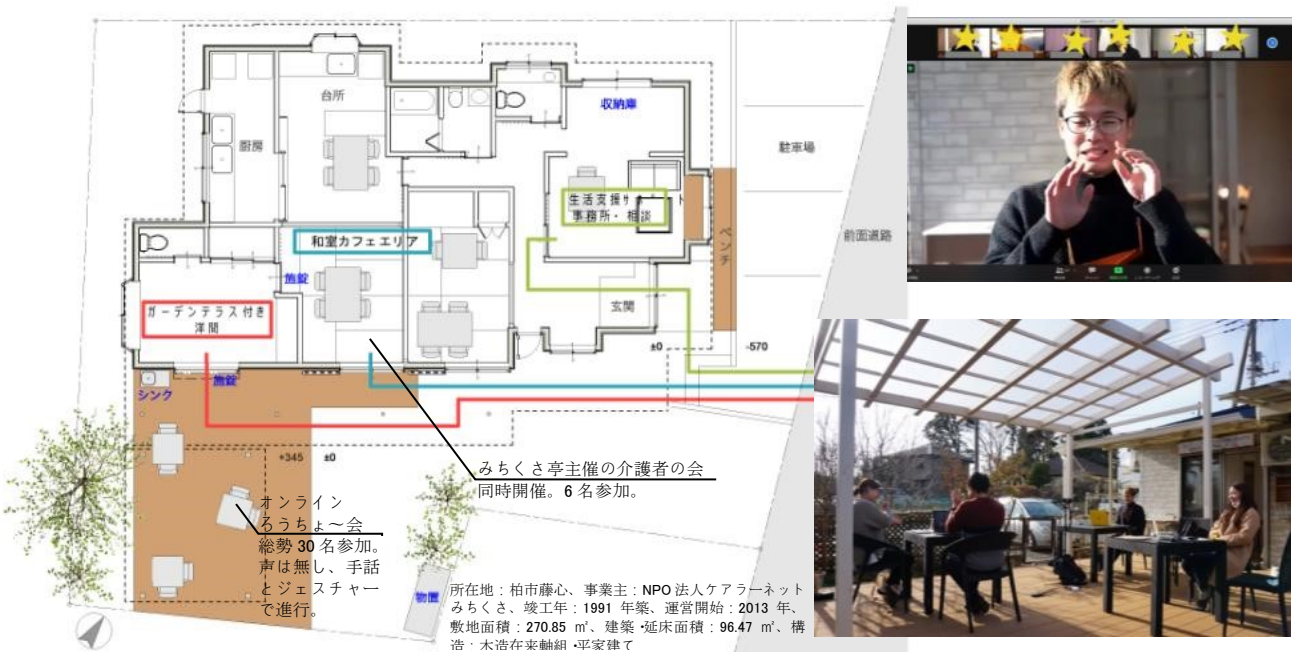 台所
厨房
収納庫
駐車場
生活支援サポート
事務所・相談
ベンチ
前面道路
和室カフェエリア
施錠
玄関
ガーデンテラス付き
洋間
±0
-570
シンク
施錠
+345
±0
みちくさ亭主催の介護者の会
同時開催。6 名参加。
オンライン
ろうちょ～会
総勢 30 名参加。
声は無し、手話
とジェスチャー
で進行。
物置
所在地：柏市藤心、事業主：NPO 法人ケアラーネット
みちくさ、竣工年：1991 年築、運営開始：2013 年、
敷地面積：270.85 ㎡、建築・延床面積：96.47 ㎡、構
造：木造在来軸組・平家建て